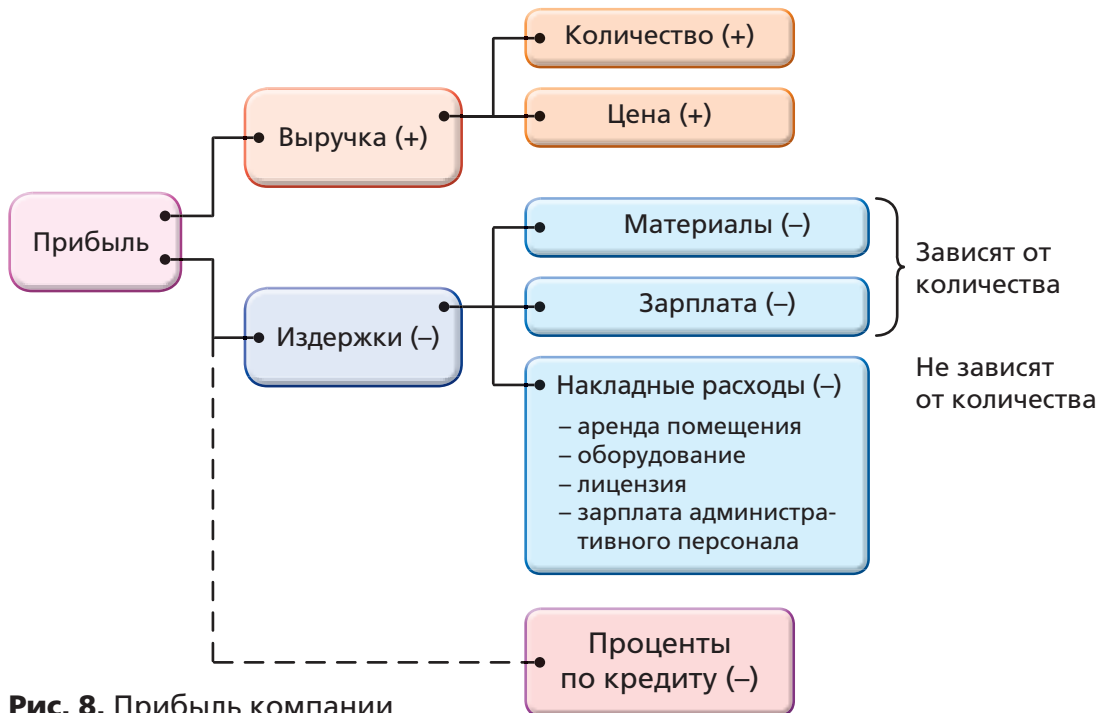 Количество (+)
Цена (+)
Выручка (+)
Прибыль
Материалы (–)
Зарплата (–)
Зависят от
количества
Издержки (–)
Накладные расходы (–)
– аренда помещения
– оборудование
– лицензия
– зарплата администра-
тивного персонала
Не зависят
от количества
Проценты
по кредиту (–)
Рис. 8. Прибыль компании